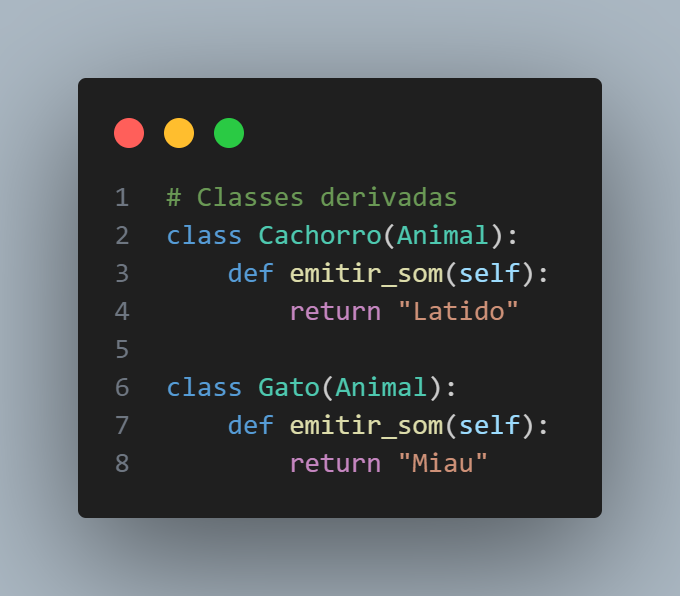 1 # Classes derivadas
2 class Cachorro(Animal):
3     def emitir_som(self):
4         return "Latido"
5
6 class Gato(Animal):
7     def emitir_som(self):
8         return "Miau"